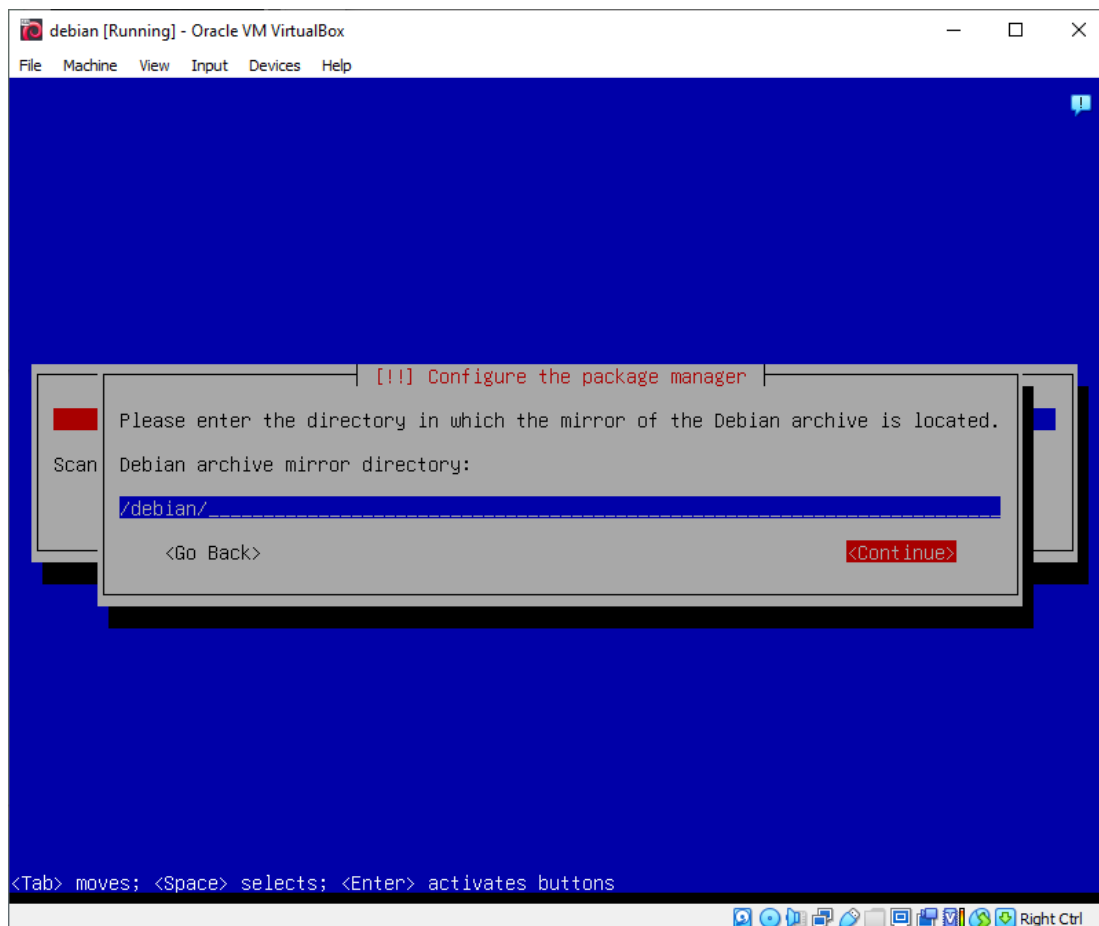 debian [Running] - Oracle VM VirtualBox
File Machine View Input Devices Help
[!!] Configure the package manager
Please enter the directory in which the mirror of the Debian archive is located.
Scan
Debian archive mirror directory:
/debian/________________________________________________________________________
<Go Back> <Continue>
<Tab> moves; <Space> selects; <Enter> activates buttons
Right Ctrl